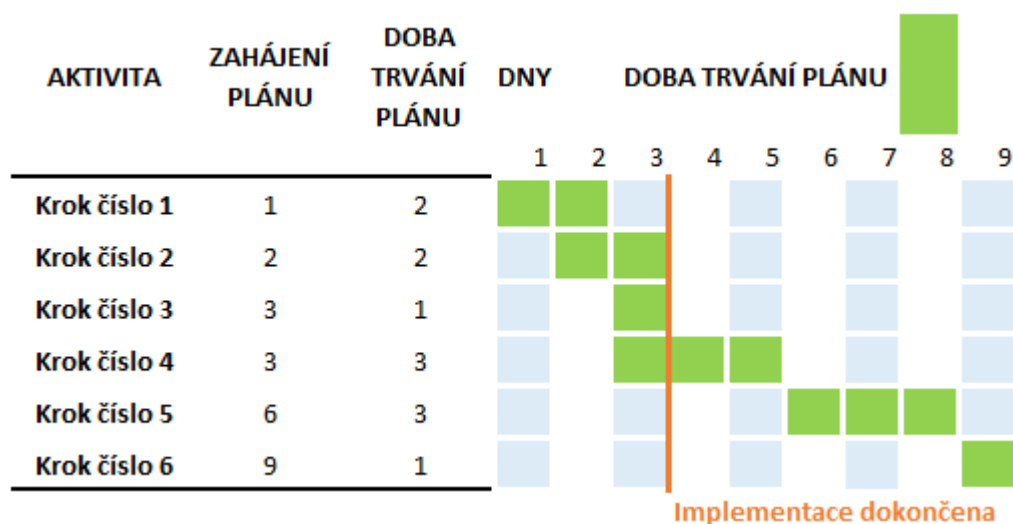 AKTIVITA
ZAHÁJENÍ
PLÁNU
DOBA
TRVÁNÍ
PLÁNU
DNY
DOBA TRVÁNÍ PLÁNU
1 2 3 4 5 6 7 8 9
Krok číslo 1 1 2
Krok číslo 2 2 2
Krok číslo 3 3 1
Krok číslo 4 3 3
Krok číslo 5 6 3
Krok číslo 6 9 1
Implementace dokončena